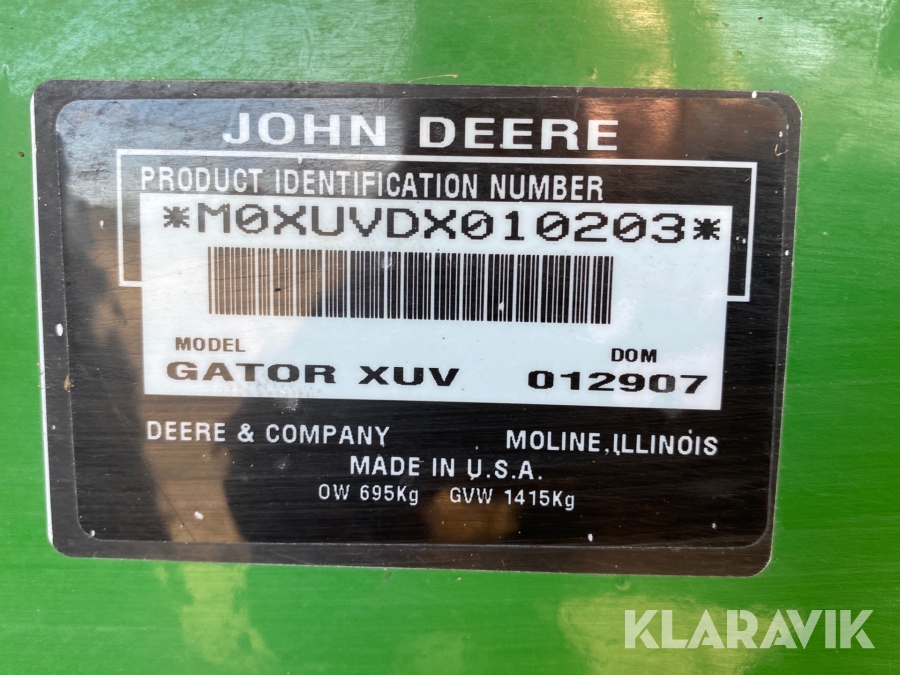 JOHN DEERE
PRODUCT IDENTIFICATION NUMBER
*M0XUVDX010203*
MODEL
DOM
GATOR XUV
012907
DEERE & COMPANY
MOLINE, ILLINOIS
MADE IN U.S.A.
OW 695Kg GVW 1415Kg
KLARAVIK